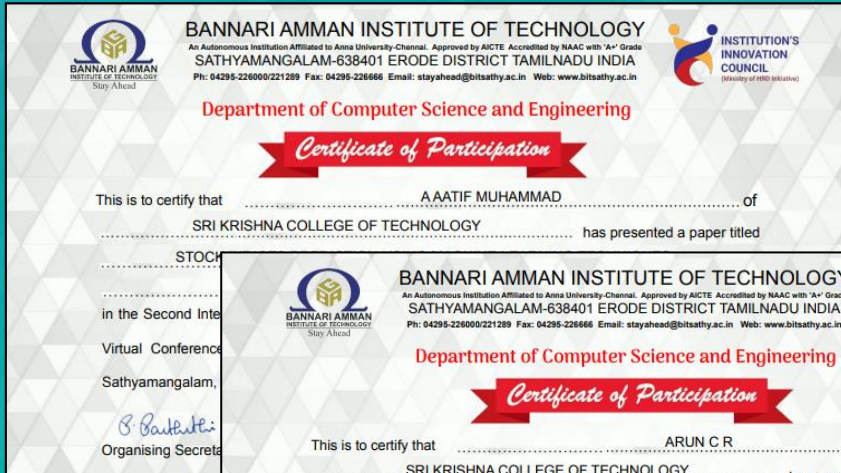 BANNARI AMMAN INSTITUTE OF TECHNOLOGY
An Autonomous Institution Affiliated to Anna University-Chennai. Approved by AICTE Accredited by NAAC with 'A+' Grade
SATHYAMANGALAM-638401 ERODE DISTRICT TAMILNADU INDIA
Ph: 04295-226000/221289 Fax: 04295-226666 Email: stayahead@bitsathy.ac.in Web: www.bitsathy.ac.in
BANNARI AMMAN
INSTITUTE OF TECHNOLOGY
Stay Ahead
INSTITUTION'S
INNOVATION
COUNCIL
(Ministry of HRD Initiative)
Department of Computer Science and Engineering
Certificate of Participation
This is to certify that A AATIF MUHAMMAD of
SRI KRISHNA COLLEGE OF TECHNOLOGY has presented a paper titled
STOCK
in the Second Inte
Virtual Conference
Sathyamangalam,
Organising Secreta
BANNARI AMMAN INSTITUTE OF TECHNOLOGY
An Autonomous Institution Affiliated to Anna University-Chennai. Approved by AICTE Accredited by NAAC with 'A+' Grad
SATHYAMANGALAM-638401 ERODE DISTRICT TAMILNADU INDIA
Ph: 04295-226000/221289 Fax: 04295-226666 Email: stayahead@bitsathy.ac.in Web: www.bitsathy.ac.in
BANNARI AMMAN
INSTITUTE OF TECHNOLOGY
Stay Ahead
Department of Computer Science and Engineering
Certificate of Participation
This is to certify that ARUN C R
SRI KRISHNA COLLEGE OF TECHNOLOGY